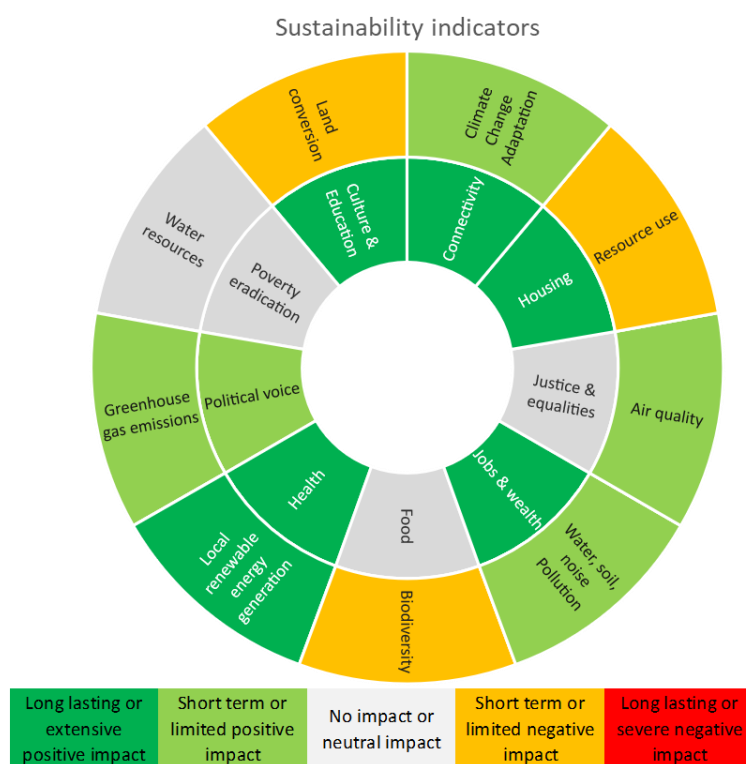 Sustainability indicators
Climate
Change
Adaptation
Resource use
Air quality
Water, soil,
noise
Pollution
Biodiversity
Local
renewable
energy
generation
Greenhouse
gas emissions
Water
resources
Land
conversion
Connectivity
Housing
Justice &
equalities
Jobs & wealth
Food
Health
Political voice
Poverty
eradication
Culture &
Education
Long lasting or
extensive
positive impact
Short term or
limited positive
impact
No impact or
neutral impact
Short term or
limited negative
impact
Long lasting or
severe negative
impact